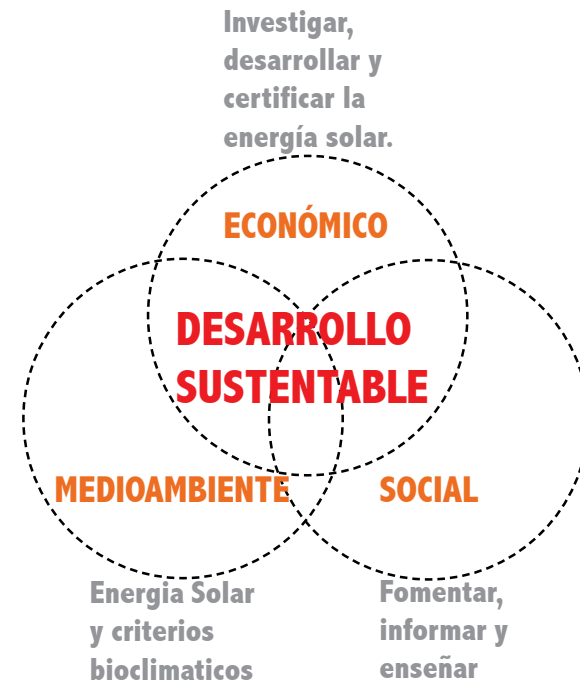 Investigar,
desarrollar y
certificar la
energía solar.
ECONÓMICO
DESARROLLO
SUSTENTABLE
MEDIOAMBIENTE
SOCIAL
Energia Solar
y criterios
bioclimaticos
Fomentar,
informar y
enseñar